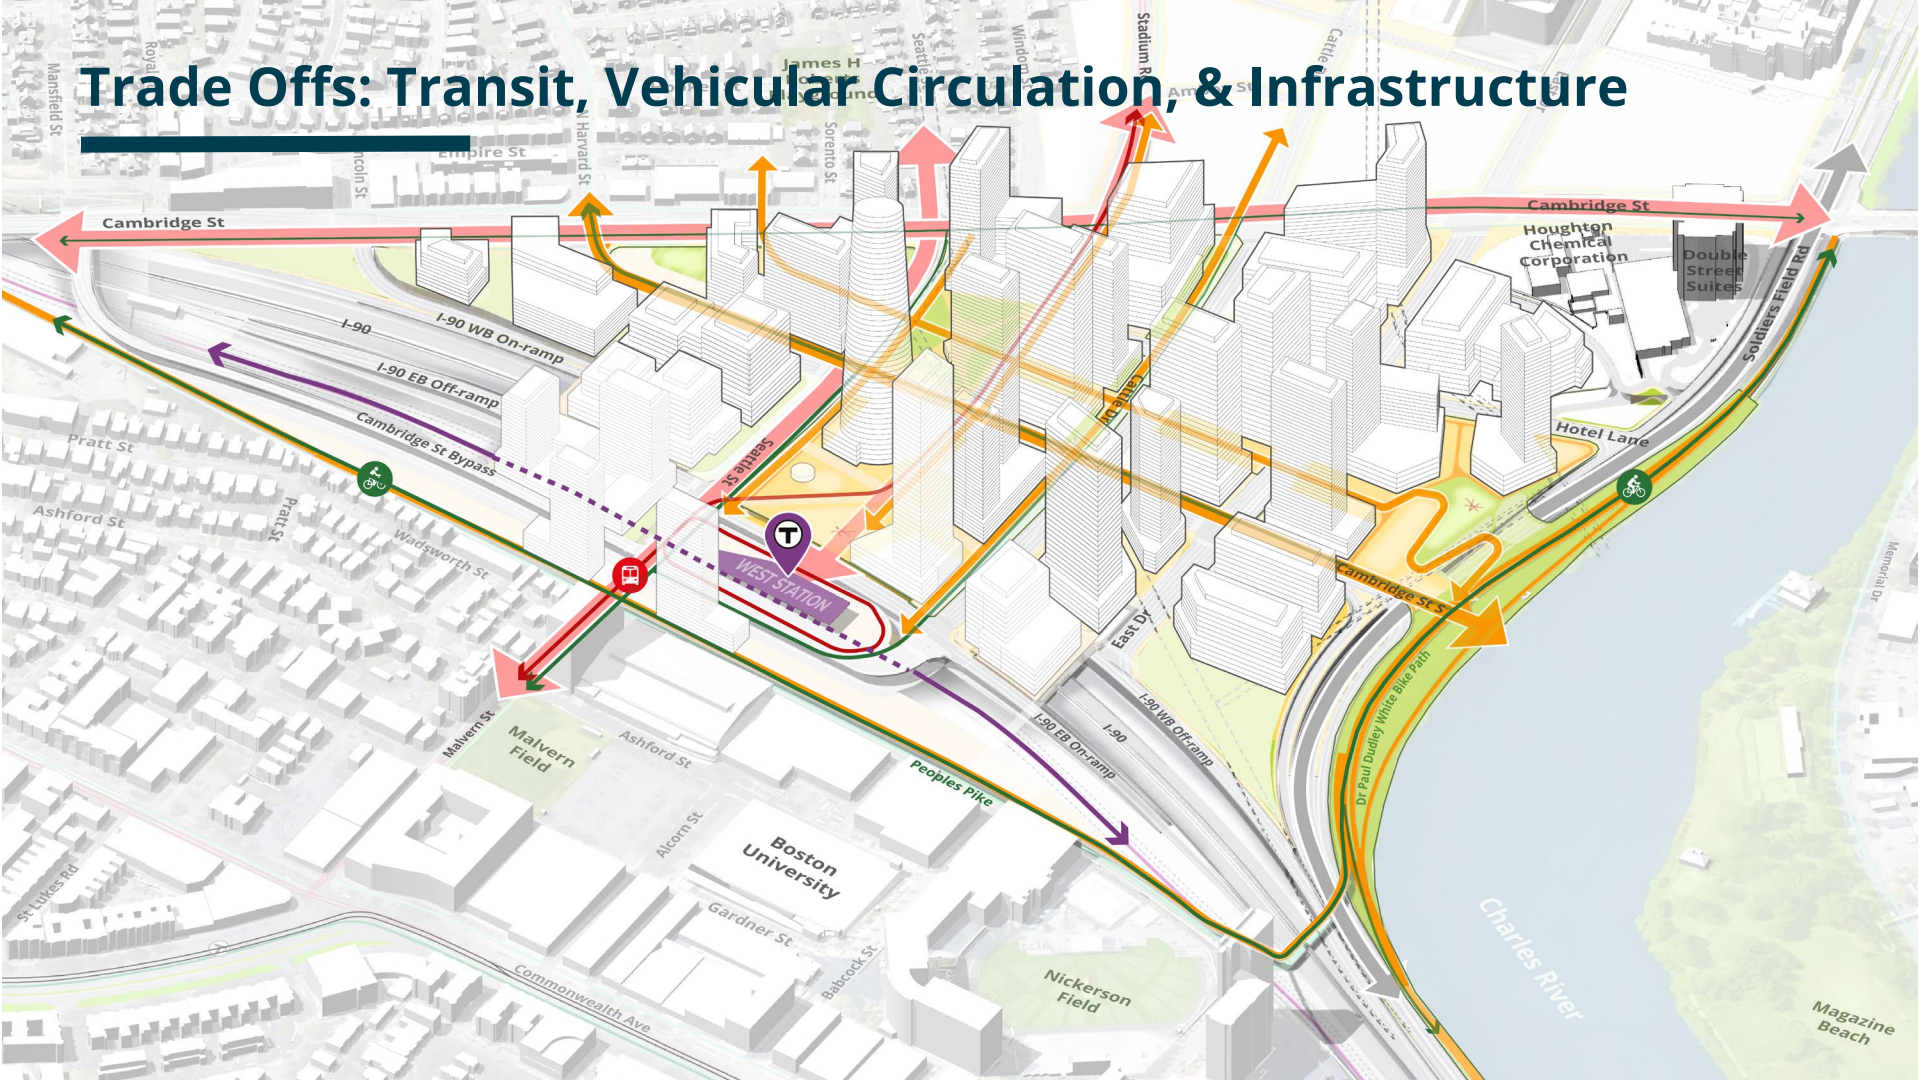 Trade Offs: Transit, Vehicular Circulation, & Infrastructure
Mansfield St
Empire St
N Harvard St
Sorento St
James H
Stadium R
Cambridge St
Cambridge St
Houghton
Chemical
Corporation
Double
Street
Suites
Soldiers Field Rd
I-90
I-90 WB On-ramp
I-90 EB Off-ramp
Cambridge St Bypass
Cattle Dr
Hotel Lane
Seattle St
Pratt St
Pratt St
Ashford St
Wadsworth St
T
WEST STATION
Cambridge St S
East Dr
Memorial Dr
Malvern St
Malvern
Field
Ashford St
Peoples Pike
I-90 EB On-ramp
I-90
I-90 WB Off-ramp
Dr Paul Dudley White Bike Path
Alcorn St
Boston
University
St Lukes Rd
Gardner St
Babcock St
Commonwealth Ave
T
Nickerson
Field
Charles River
Magazine
Beach